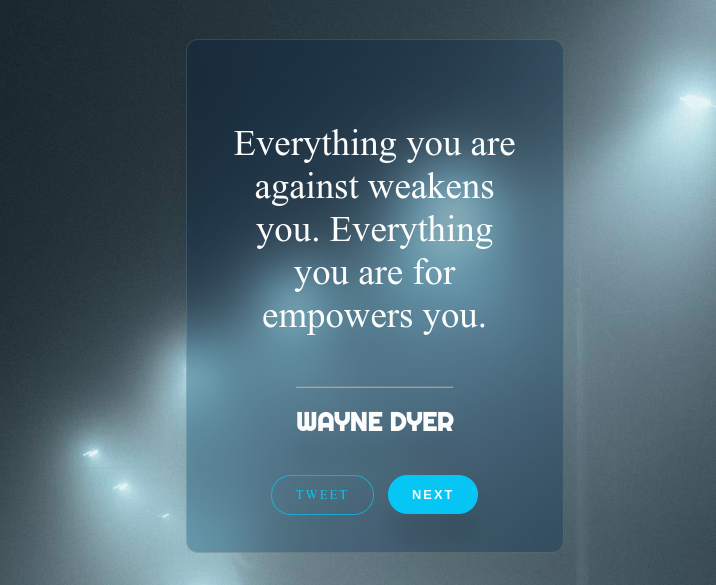 Everything you are
against weakens
you. Everything
you are for
empowers you.
WAYNE DYER
TWEET NEXT